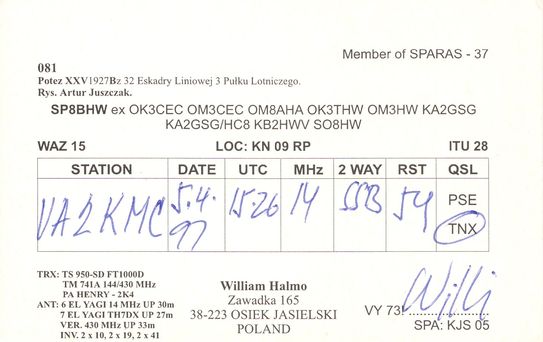 Member of SPARAS - 37
081
Potez XXV1927Bz 32 Eskadry Liniowej 3 Pułku Lotniczego.
Rys. Artur Juszczak.
SP8BHW ex OK3CEC OM3CEC OM8AHA OK3THW OM3HW KA2GSG
KA2GSG/HC8 KB2HWV SO8HW
WAZ 15 LOC: KN 09 RP ITU 28
STATION DATE UTC MHz 2 WAY RST QSL
VA2KMC 5.4. 97 15.26 14 SSB 59 PSE
TNX
TRX: TS 950-SD FT1000D
TM 741A 144/430 MHz
PA HENRY - 2K4
ANT: 6 EL YAGI 14 MHz UP 30m
7 EL YAGI TH7DX UP 27m
VER. 430 MHz UP 33m
INV. 2 x 10, 2 x 19, 2 x 41
William Halmo
Zawadka 165
38-223 OSIEK JASIELSKI
POLAND
VY 73! Willi
SPA: KJS 05